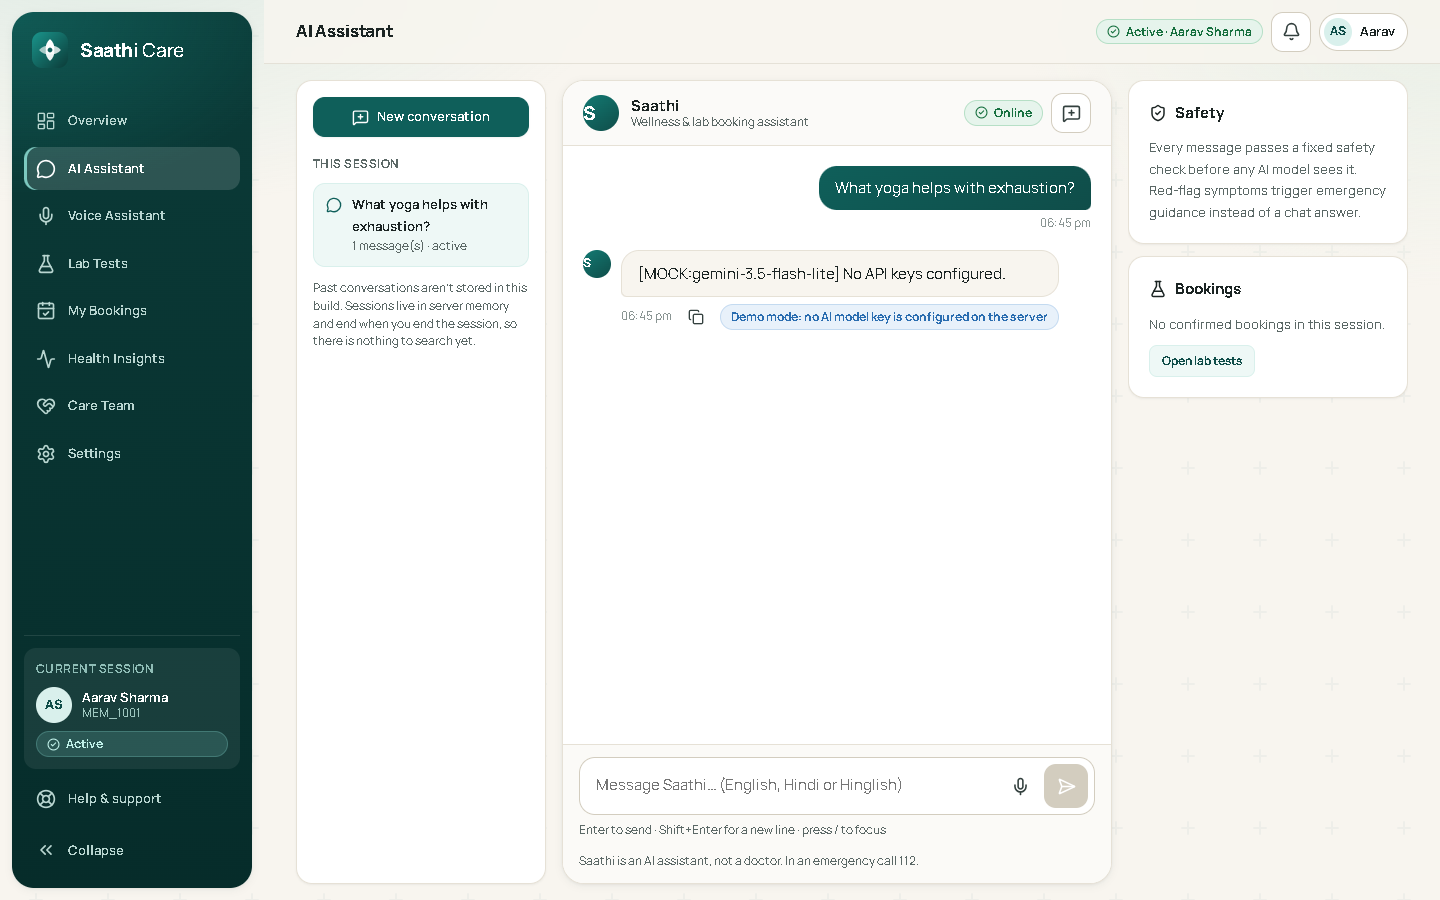 Saathi Care
Overview
AI Assistant
Voice Assistant
Lab Tests
My Bookings
Health Insights
Care Team
Settings
CURRENT SESSION
AS
Aarav Sharma
MEM_1001
Active
Help & support
Collapse
AI Assistant
Active · Aarav Sharma
AS
Aarav
New conversation
THIS SESSION
What yoga helps with
exhaustion?
1 message(s) · active
Past conversations aren't stored in this
build. Sessions live in server memory
and end when you end the session, so
there is nothing to search yet.
S
Saathi
Wellness & lab booking assistant
Online
What yoga helps with exhaustion?
06:45 pm
S
[MOCK:gemini-3.5-flash-lite] No API keys configured.
06:45 pm
Demo mode: no AI model key is configured on the server
Message Saathi... (English, Hindi or Hinglish)
Enter to send · Shift+Enter for a new line · press / to focus
Saathi is an AI assistant, not a doctor. In an emergency call 112.
Safety
Every message passes a fixed safety
check before any AI model sees it.
Red-flag symptoms trigger emergency
guidance instead of a chat answer.
Bookings
No confirmed bookings in this session.
Open lab tests